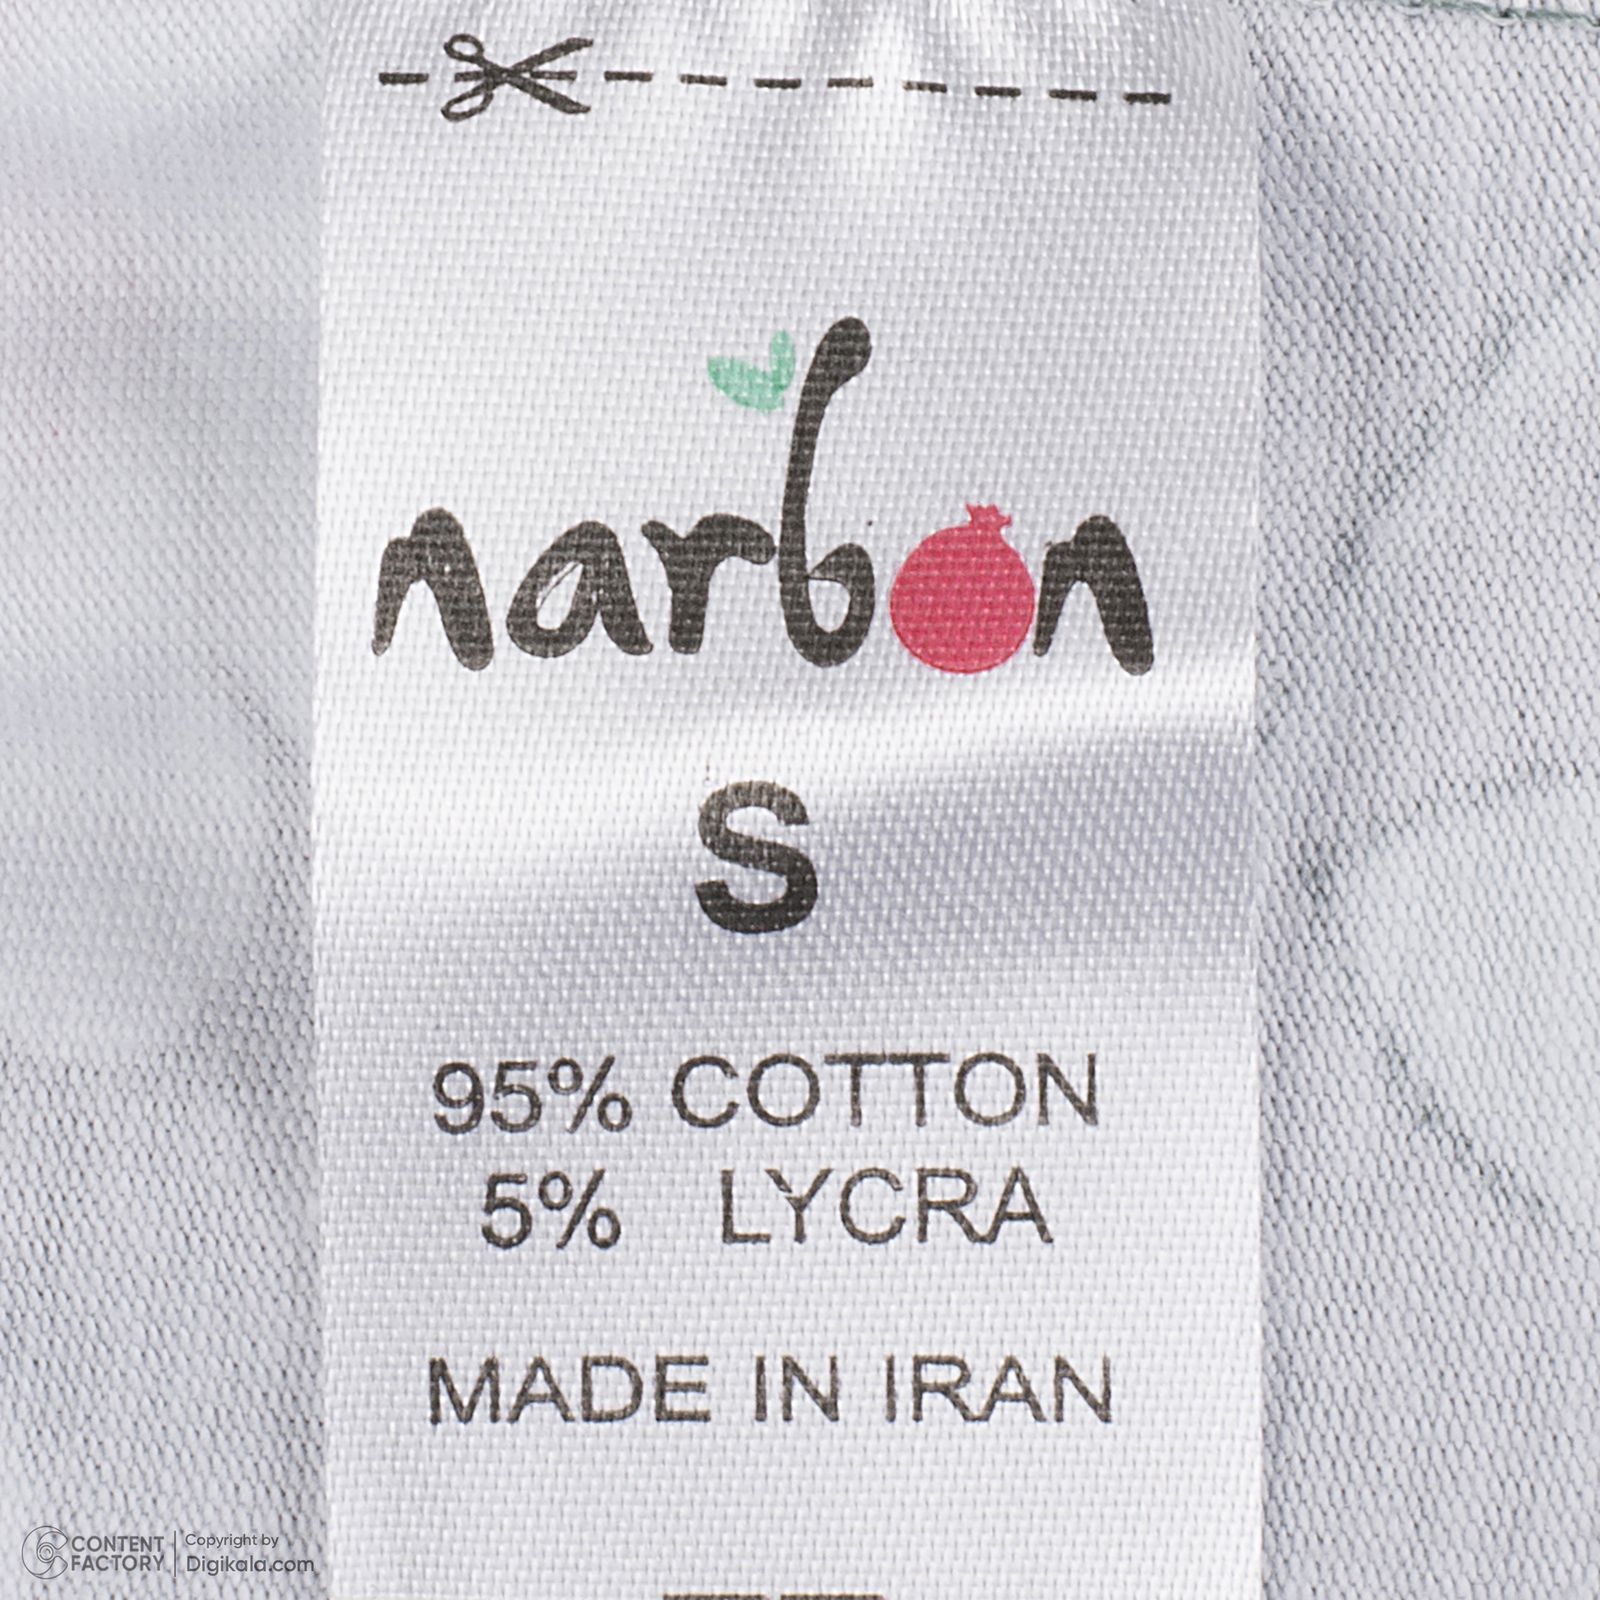 narbon
S
95% COTTON
5% LYCRA
MADE IN IRAN
CONTENT
FACTORY
Copyright by
Digikala.com